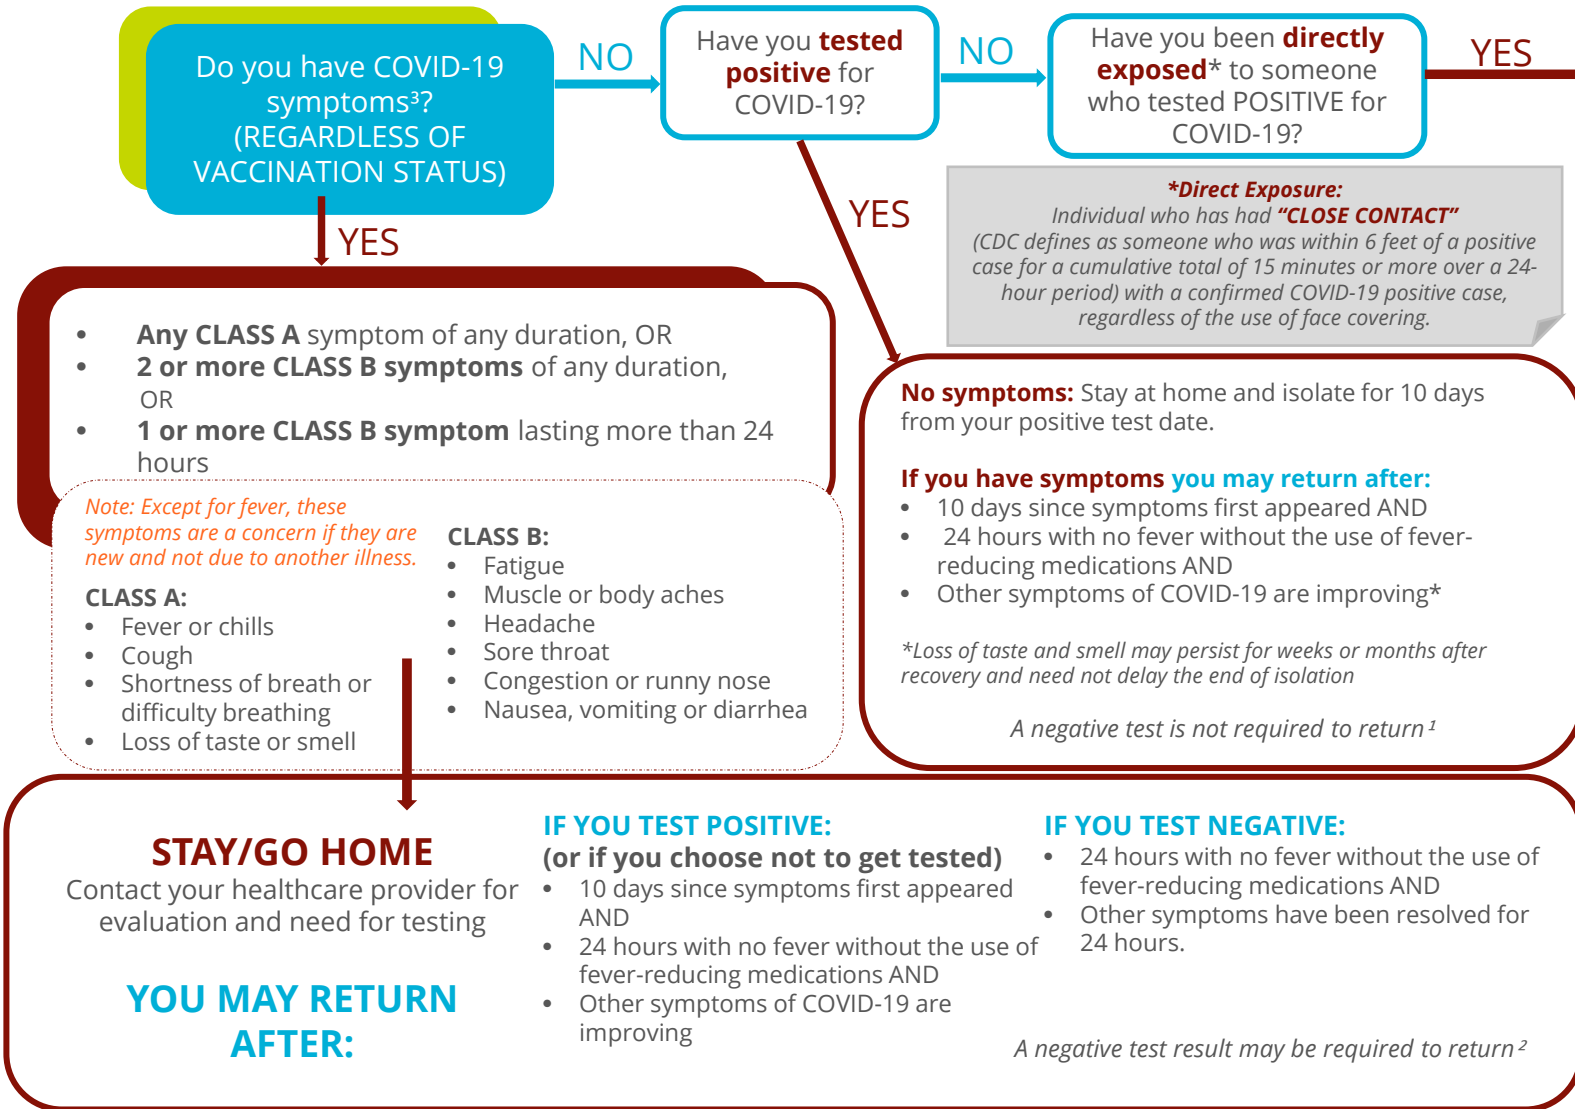 Do you have COVID-19
symptoms³?
(REGARDLESS OF
VACCINATION STATUS)
NO
Have you tested
positive for
COVID-19?
NO
Have you been directly
exposed* to someone
who tested POSITIVE for
COVID-19?
YES
*Direct Exposure:
Individual who has had “CLOSE CONTACT”
(CDC defines as someone who was within 6 feet of a positive
case for a cumulative total of 15 minutes or more over a 24-
hour period) with a confirmed COVID-19 positive case,
regardless of the use of face covering.
YES
YES
• Any CLASS A symptom of any duration, OR
• 2 or more CLASS B symptoms of any duration,
OR
• 1 or more CLASS B symptom lasting more than 24
hours
Note: Except for fever, these
symptoms are a concern if they are
new and not due to another illness.
CLASS A:
• Fever or chills
• Cough
• Shortness of breath or
difficulty breathing
• Loss of taste or smell
CLASS B:
• Fatigue
• Muscle or body aches
• Headache
• Sore throat
• Congestion or runny nose
• Nausea, vomiting or diarrhea
No symptoms: Stay at home and isolate for 10 days
from your positive test date.
If you have symptoms you may return after:
• 10 days since symptoms first appeared AND
• 24 hours with no fever without the use of fever-
reducing medications AND
• Other symptoms of COVID-19 are improving*
*Loss of taste and smell may persist for weeks or months after
recovery and need not delay the end of isolation
A negative test is not required to return ¹
STAY/GO HOME
Contact your healthcare provider for
evaluation and need for testing
YOU MAY RETURN
AFTER:
IF YOU TEST POSITIVE:
(or if you choose not to get tested)
• 10 days since symptoms first appeared
AND
• 24 hours with no fever without the use of
fever-reducing medications AND
• Other symptoms of COVID-19 are
improving
IF YOU TEST NEGATIVE:
• 24 hours with no fever without the use of
fever-reducing medications AND
• Other symptoms have been resolved for
24 hours.
A negative test result may be required to return ²